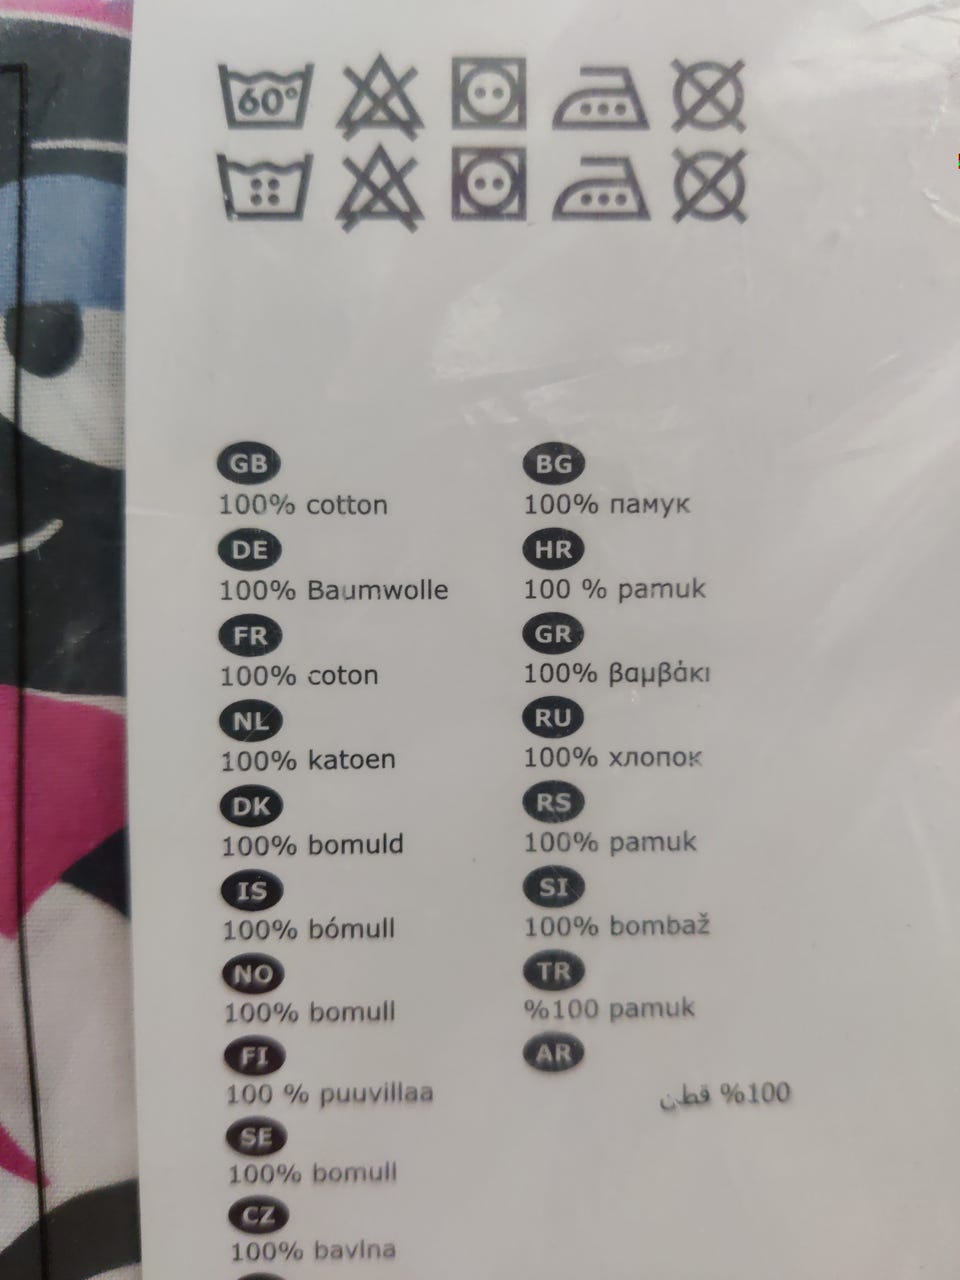 60°
GB
100% cotton
DE
100% Baumwolle
FR
100% coton
NL
100% katoen
DK
100% bomuld
IS
100% bómull
NO
100% bomull
FI
100 % puuvillaa
SE
100% bomull
CZ
100% bavlna
BG
100% памук
HR
100 % pamuk
GR
100% βαμβάκι
RU
100% хлопок
RS
100% pamuk
SI
100% bombaž
TR
%100 pamuk
AR
100% قطن